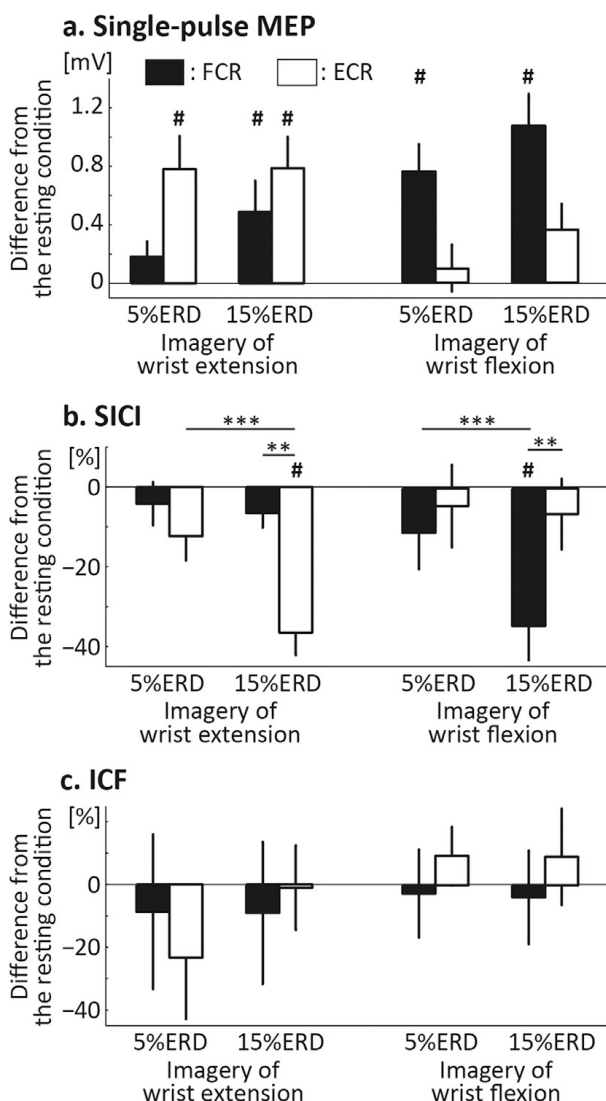 a. Single-pulse MEP
[mV]
: FCR : ECR
Difference from
the resting condition
1.2
0.8
0.4
0
# # # # #
5%ERD 15%ERD 5%ERD 15%ERD
Imagery of
wrist extension
Imagery of
wrist flexion
b. SICI
[%]
Difference from
the resting condition
0
−20
−40
*** ***
** **
# #
5%ERD 15%ERD 5%ERD 15%ERD
Imagery of
wrist extension
Imagery of
wrist flexion
c. ICF
[%]
Difference from
the resting condition
0
−20
−40
5%ERD 15%ERD 5%ERD 15%ERD
Imagery of
wrist extension
Imagery of
wrist flexion